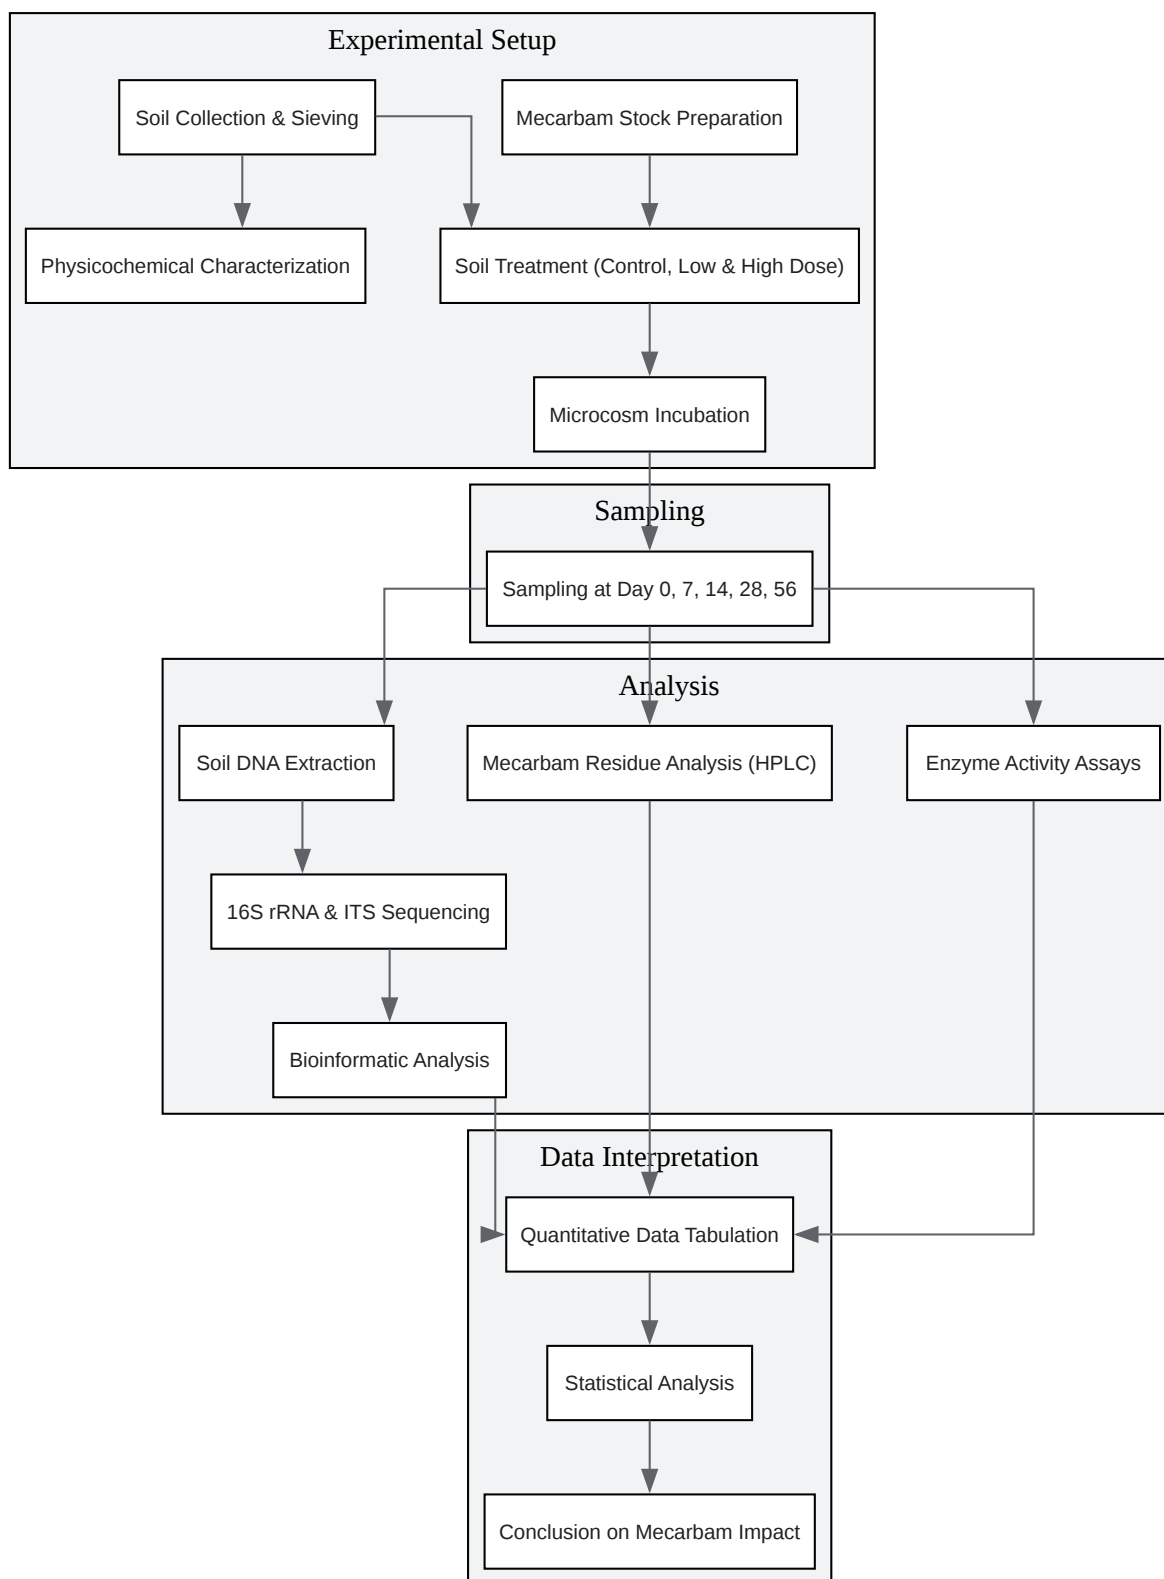 Experimental Setup
Soil Collection & Sieving
Mecarbam Stock Preparation
Physicochemical Characterization
Soil Treatment (Control, Low & High Dose)
Microcosm Incubation
Sampling
Sampling at Day 0, 7, 14, 28, 56
Analysis
Soil DNA Extraction
Mecarbam Residue Analysis (HPLC)
Enzyme Activity Assays
16S rRNA & ITS Sequencing
Bioinformatic Analysis
Data Interpretation
Quantitative Data Tabulation
Statistical Analysis
Conclusion on Mecarbam Impact